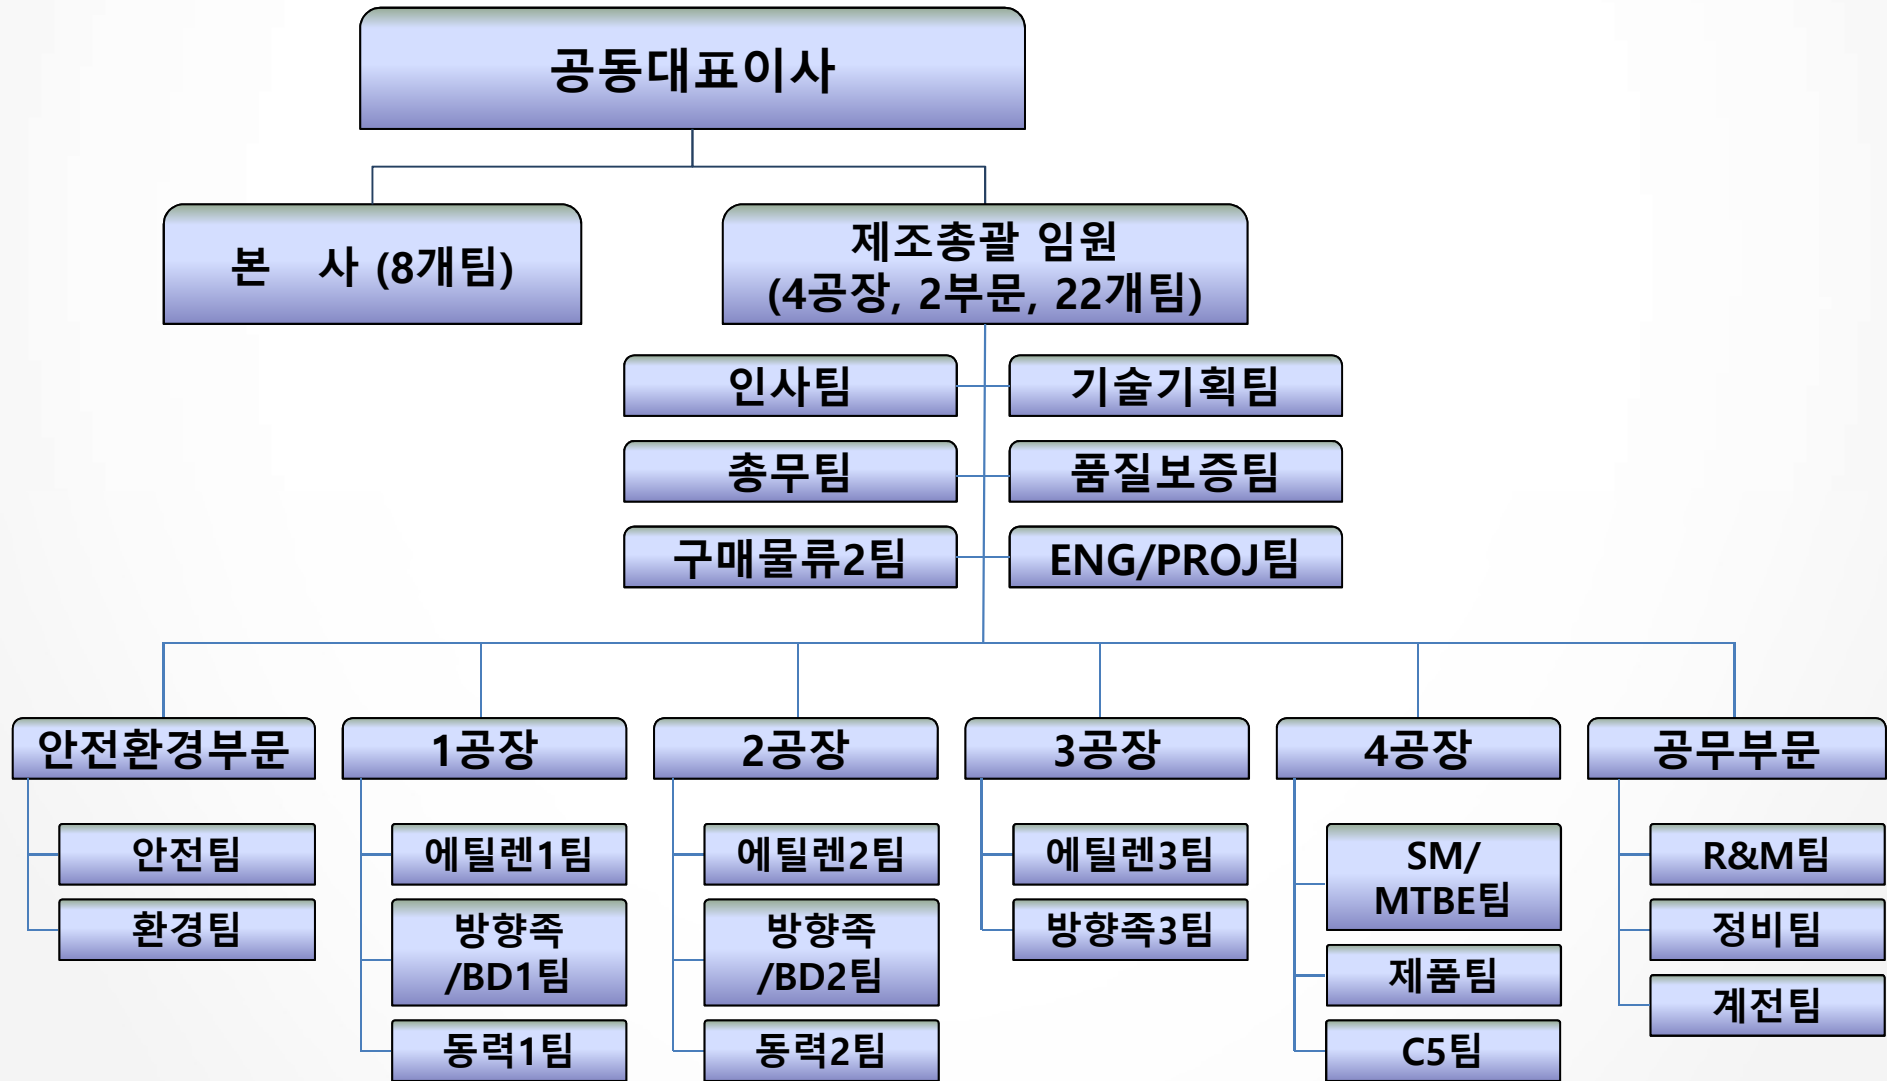 공동대표이사
본 사 (8개팀)
제조총괄 임원
(4공장, 2부문, 22개팀)
인사팀
기술기획팀
총무팀
품질보증팀
구매물류2팀
ENG/PROJ팀
안전환경부문
1공장
2공장
3공장
4공장
공무부문
안전팀
환경팀
에틸렌1팀
방향족
/BD1팀
동력1팀
에틸렌2팀
방향족
/BD2팀
동력2팀
에틸렌3팀
방향족3팀
SM/
MTBE팀
제품팀
C5팀
R&M팀
정비팀
계전팀